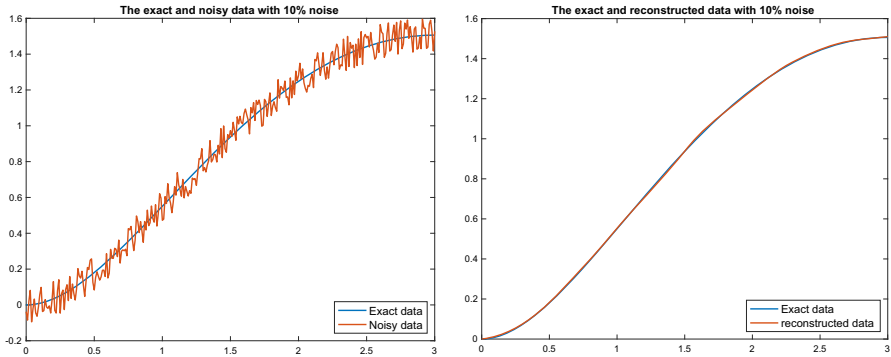 The exact and noisy data with 10% noise
1.6
1.4
1.2
1
0.8
0.6
0.4
0.2
0
-0.2
0 0.5 1 1.5 2 2.5 3
Exact data
Noisy data
The exact and reconstructed data with 10% noise
1.6
1.4
1.2
1
0.8
0.6
0.4
0.2
0
0 0.5 1 1.5 2 2.5 3
Exact data
reconstructed data